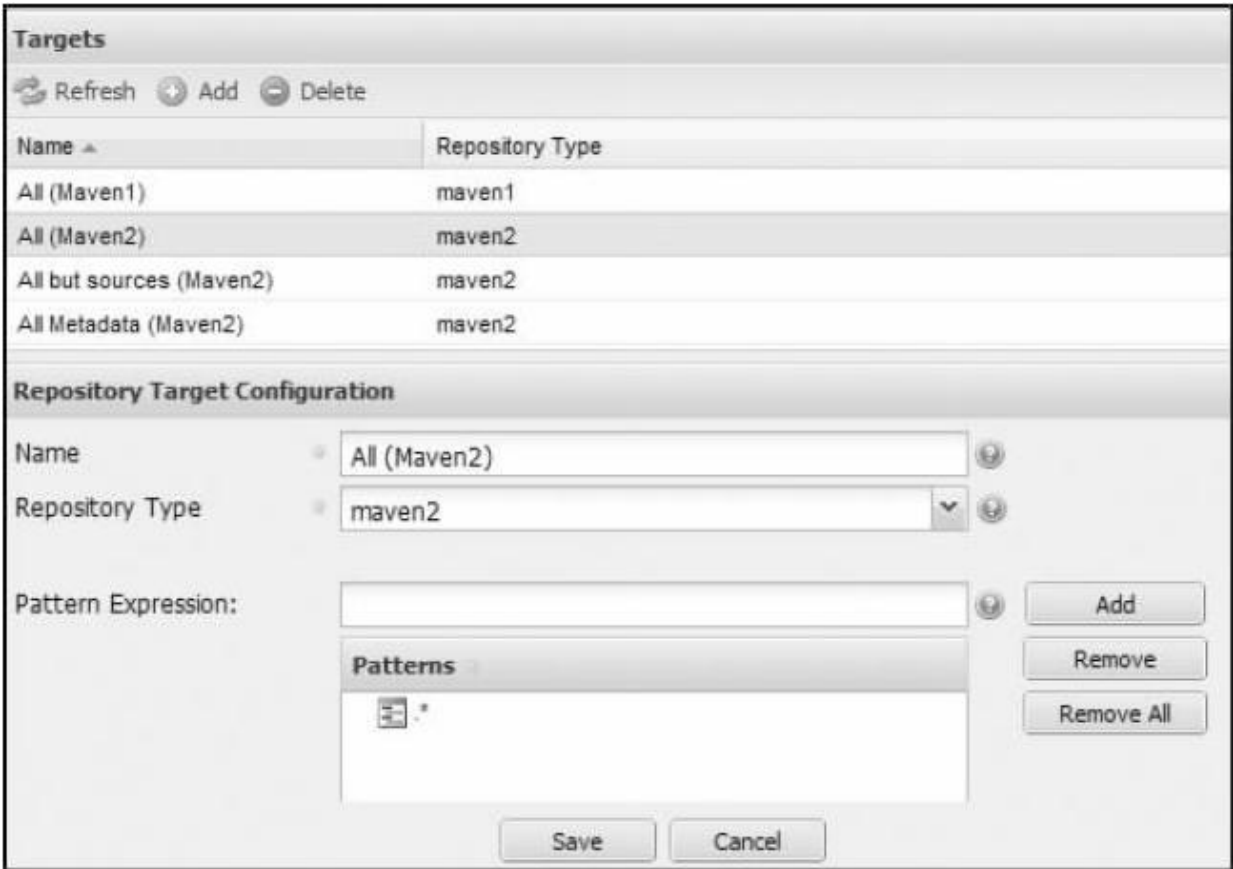 Targets
Refresh Add Delete
Name Repository Type
All (Maven1) maven1
All (Maven2) maven2
All but sources (Maven2) maven2
All Metadata (Maven2) maven2
Repository Target Configuration
Name All (Maven2)
Repository Type maven2
Pattern Expression: Add
Patterns Remove
.* Remove All
Save Cancel